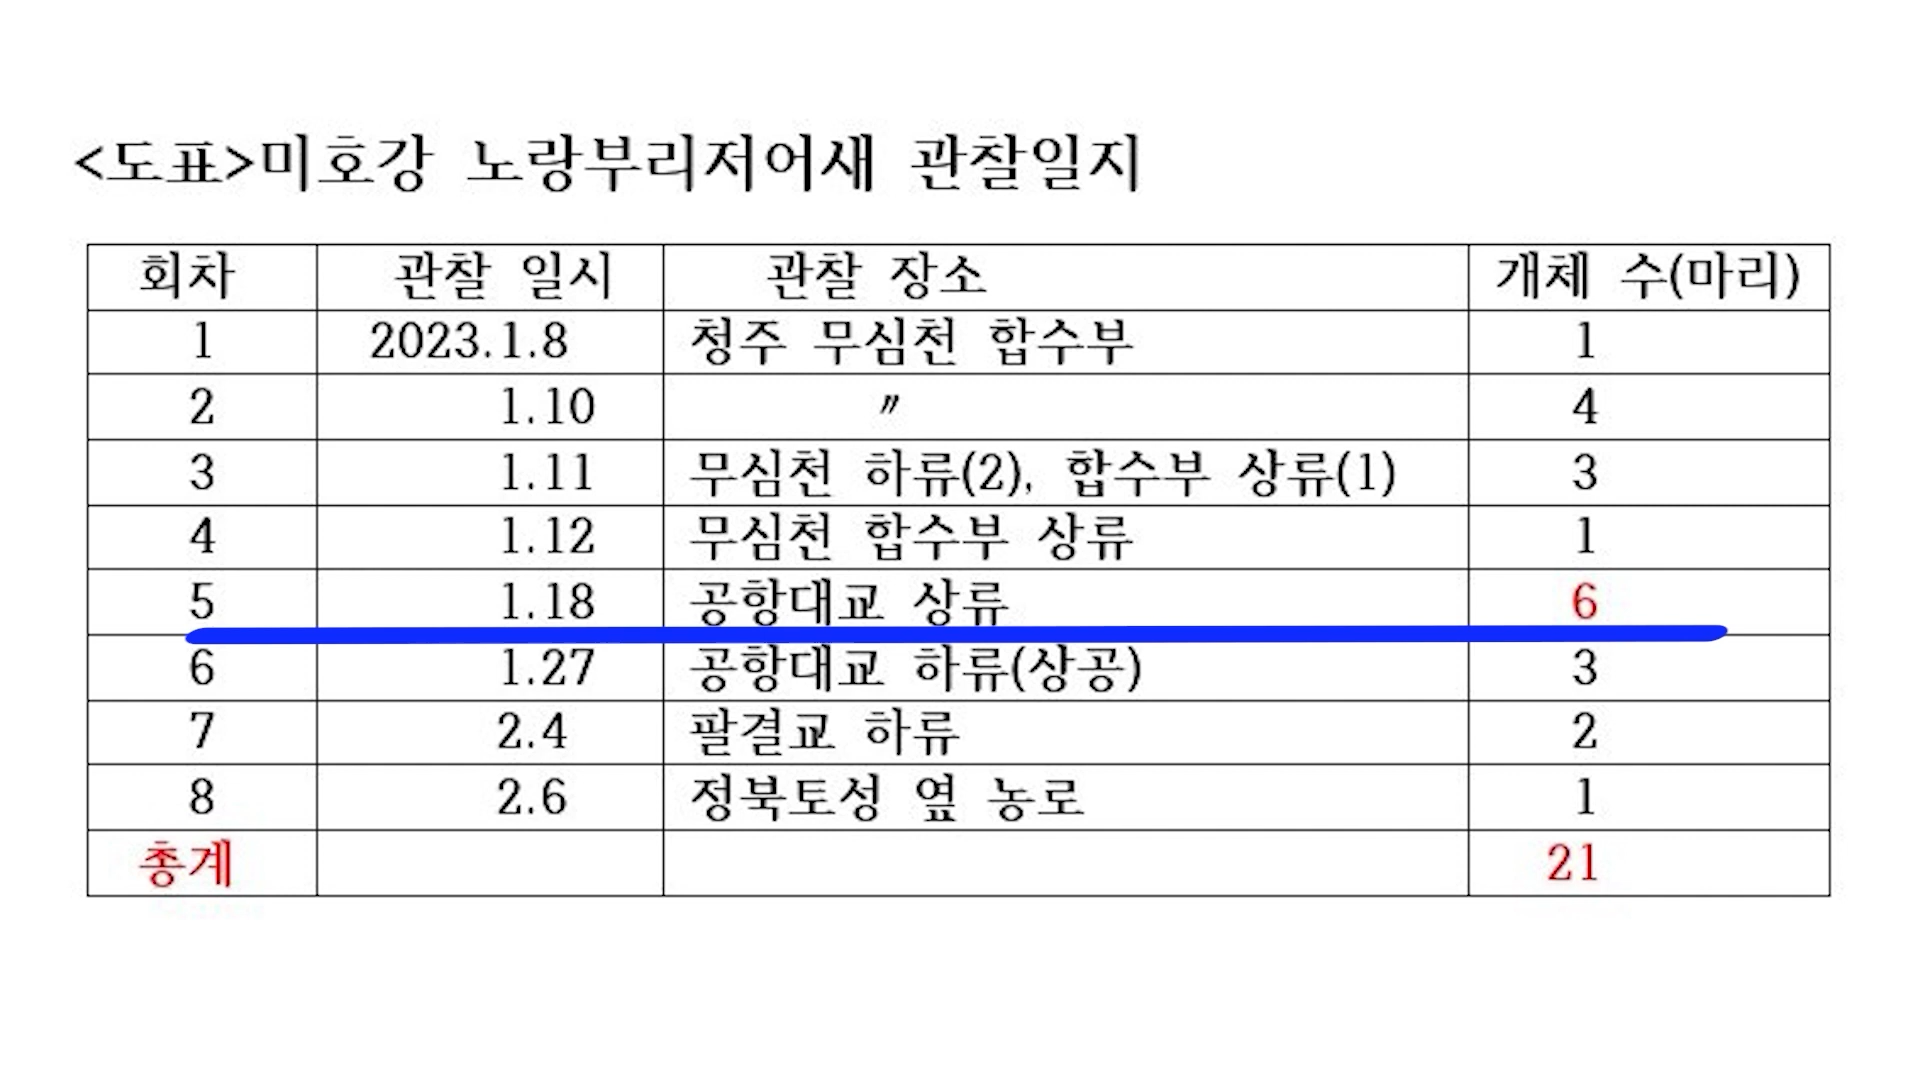 <도표>미호강 노랑부리저어새 관찰일지
회차 관찰 일시 관찰 장소 개체 수(마리)
1 2023.1.8 청주 무심천 합수부 1
2 1.10 〃 4
3 1.11 무심천 하류(2), 합수부 상류(1) 3
4 1.12 무심천 합수부 상류 1
5 1.18 공항대교 상류 6
6 1.27 공항대교 하류(상공) 3
7 2.4 팔결교 하류 2
8 2.6 정북토성 옆 농로 1
총계 21